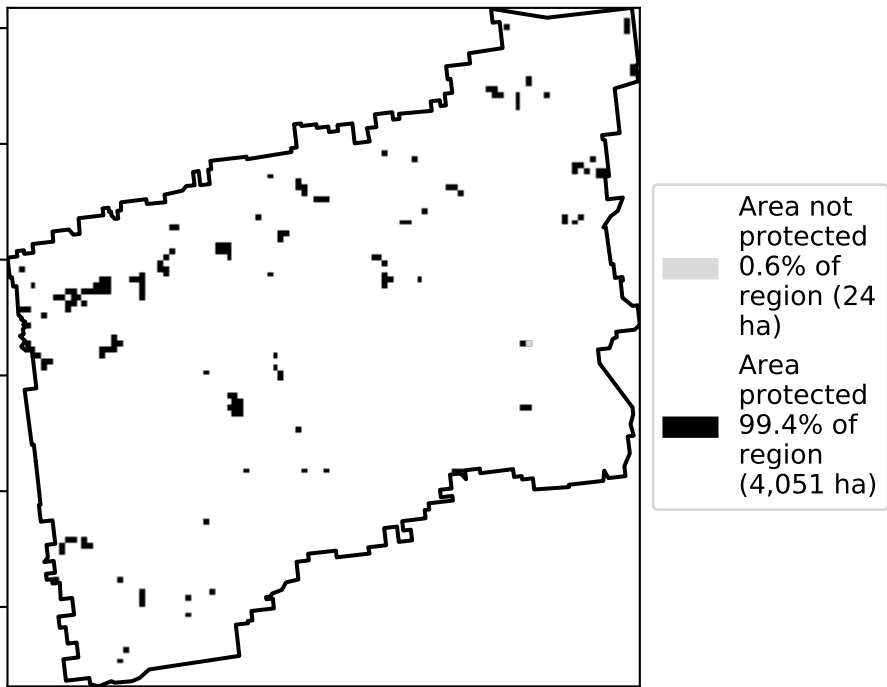 Area not
protected
0.6% of
region (24
ha)
Area
protected
99.4% of
region
(4,051 ha)